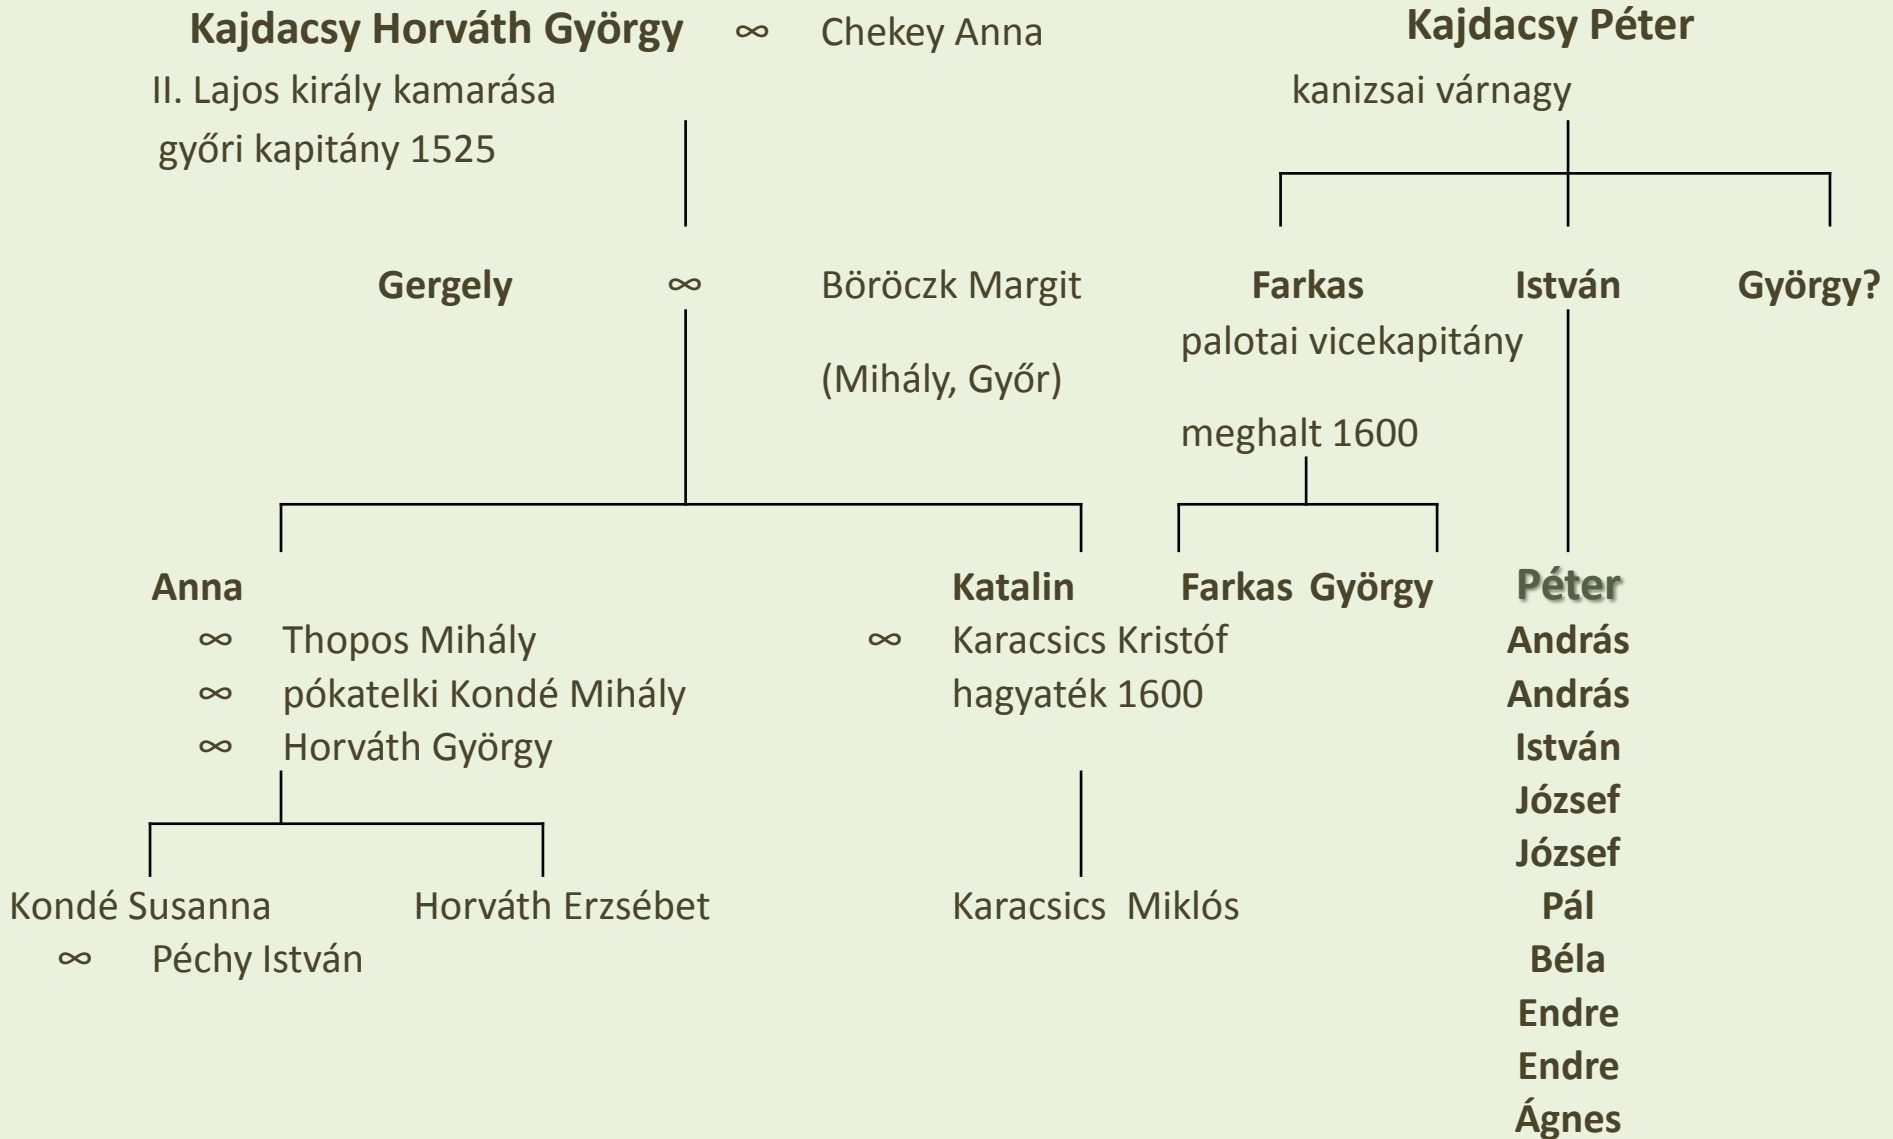 Kajdacsy Horváth György ∞ Chekey Anna Kajdacsy Péter
II. Lajos király kamarása kanizsai várnagy
győri kapitány 1525
Gergely ∞ Böröczk Margit Farkas István György?
palotai vicekapitány
(Mihály, Győr)
meghalt 1600
Anna Katalin Farkas György Péter
∞ Thopos Mihály ∞ Karacsics Kristóf András
∞ pókatelki Kondé Mihály hagyaték 1600 András
∞ Horváth György István
József
József
Kondé Susanna Horváth Erzsébet Karacsics Miklós Pál
∞ Péchy István Béla
Endre
Endre
Ágnes